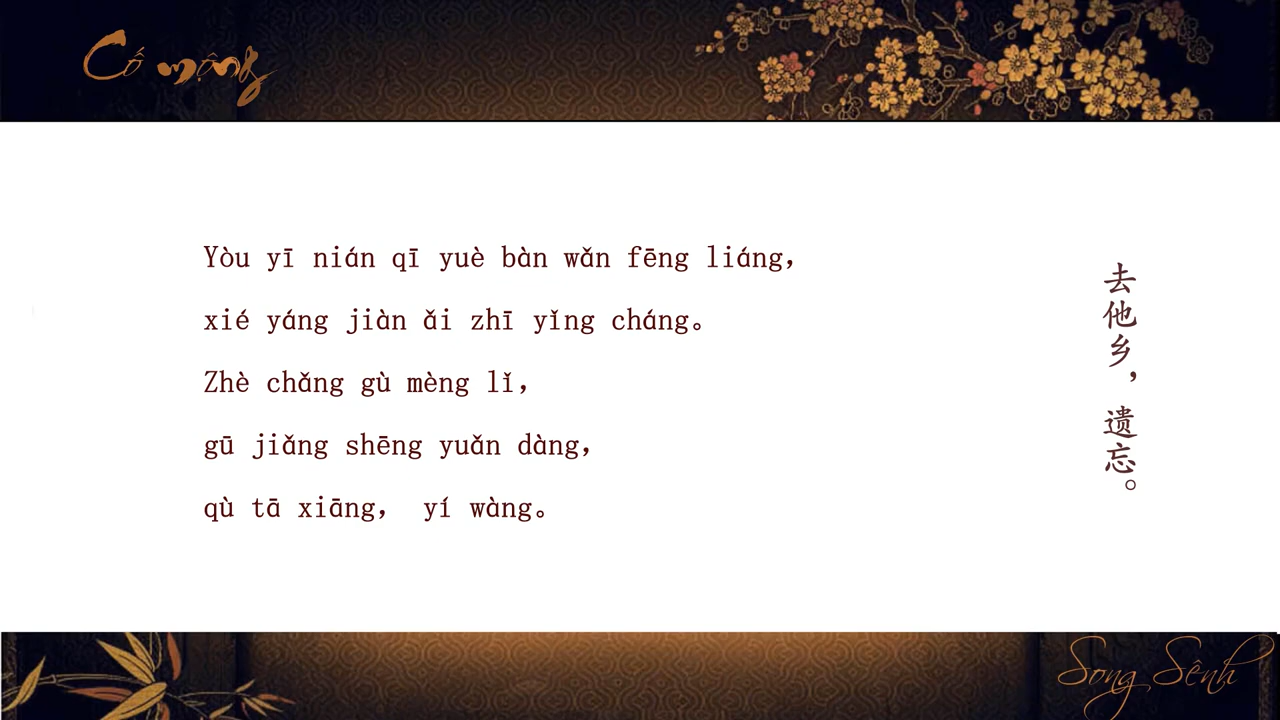 Cố mộng
Yòu yī nián qī yuè bàn wǎn fēng liáng，
xié yáng jiàn ǎi zhī yǐng cháng。
Zhè chǎng gù mèng lǐ，
gū jiǎng shēng yuǎn dàng，
qù tā xiāng， yí wàng。
去他乡，遗忘。
Song Sênh